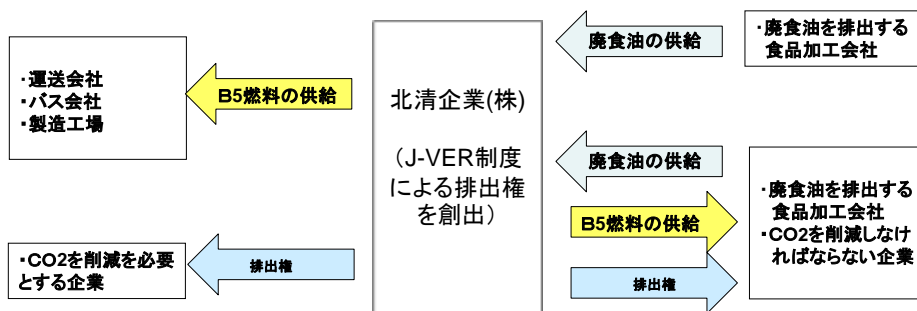 ・運送会社
・バス会社
・製造工場
B5燃料の供給
・CO2を削減を必要
とする企業
排出権
北清企業(株)
（J-VER制度
による排出権
を創出）
廃食油の供給
・廃食油を排出する
食品加工会社
廃食油の供給
B5燃料の供給
排出権
・廃食油を排出する
食品加工会社
・CO2を削減しなけ
ればならない企業